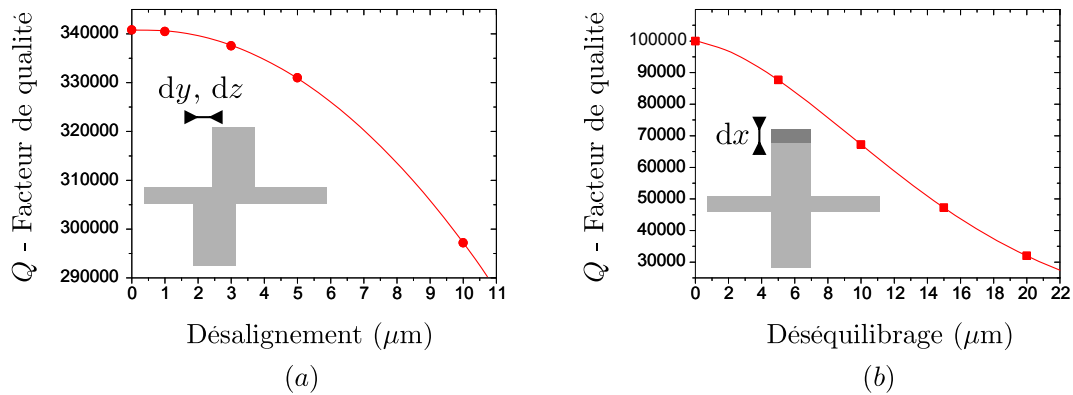 Q - Facteur de qualité
340000
330000
320000
310000
300000
290000
dy, dz
0 1 2 3 4 5 6 7 8 9 10 11
Désalignement (μm)
(a)
Q - Facteur de qualité
100000
90000
80000
70000
60000
50000
40000
30000
dx
0 2 4 6 8 10 12 14 16 18 20 22
Déséquilibrage (μm)
(b)